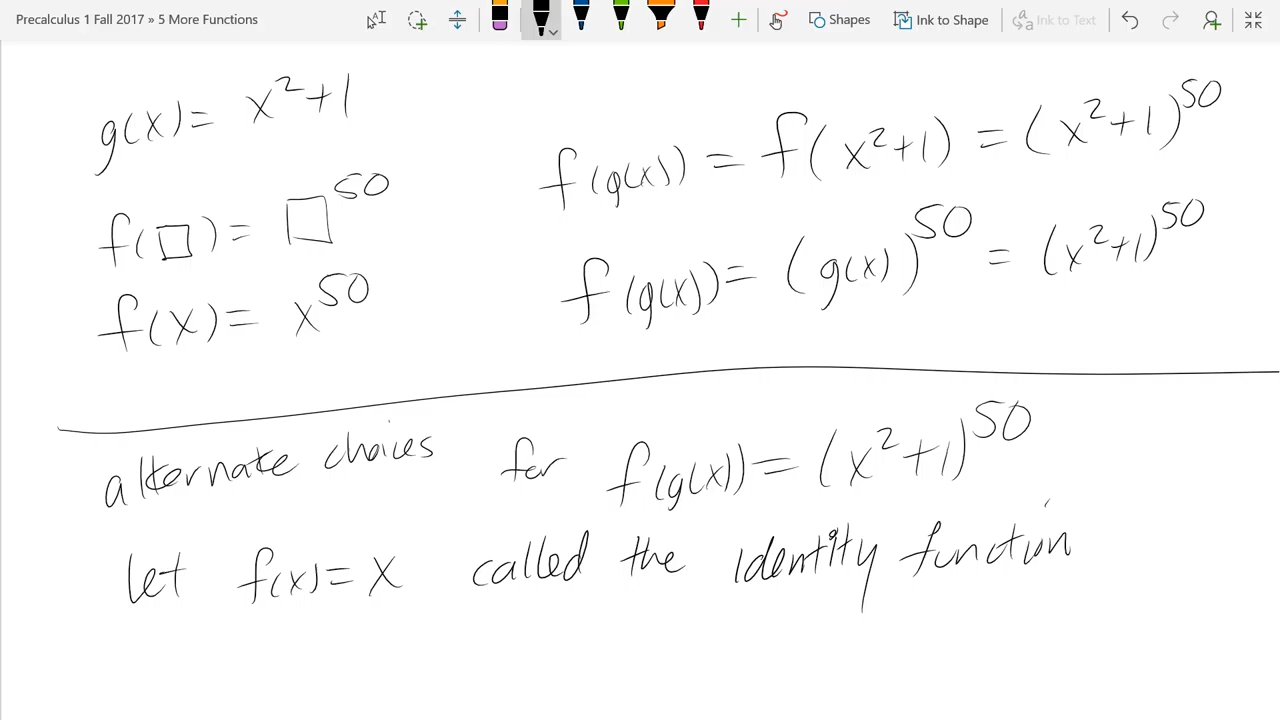 Precalculus 1 Fall 2017 » 5 More Functions
Shapes
Ink to Shape
Ink to Text
g(x) = x²+1
f(□) = □⁵⁰
f(x) = x⁵⁰
f(g(x)) = f(x²+1) = (x²+1)⁵⁰
f(g(x)) = (g(x))⁵⁰ = (x²+1)⁵⁰
alternate choices for f(g(x)) = (x²+1)⁵⁰
let f(x) = x called the identity function